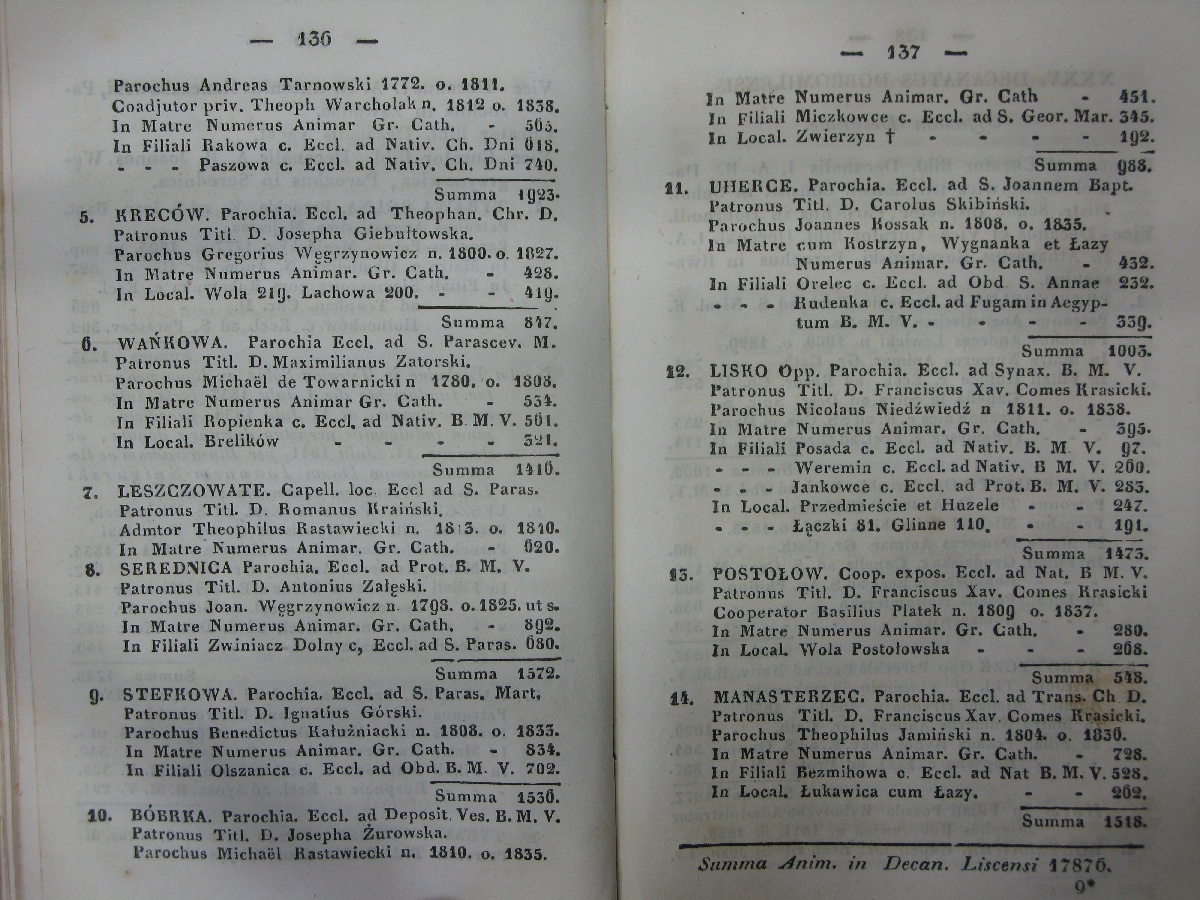 — 136 —
Parochus Andreas Tarnowski 1772. o. 1811.
Coadjutor priv. Theoph Warcholak n. 1812 o. 1838.
In Matre Numerus Animar Gr. Cath. - 565.
In Filiali Rakowa c. Eccl. ad Nativ. Ch. Dni 618.
- - - Paszowa c. Eccl. ad Nativ. Ch. Dni 740.
Summa 1923.
5. KRECÓW. Parochia. Eccl. ad Theophan. Chr. D.
Patronus Titl. D. Josepha Giebułtowska.
Parochus Gregorius Węgrzynowicz n. 1800. o. 1827.
In Matre Numerus Animar. Gr. Cath. - 428.
In Local. Wola 219. Lachowa 200. - - 419.
Summa 847.
6. WAŃKOWA. Parochia Eccl. ad S. Parascev. M.
Patronus Titl. D. Maximilianus Zatorski.
Parochus Michaël de Towarnicki n 1780. o. 1808.
In Matre Numerus Animar Gr. Cath. - 534.
In Filiali Ropienka c. Eccl. ad Nativ. B. M. V. 561.
In Local. Brelików - - - - 321.
Summa 1416.
7. LESZCZOWATE. Capell. loc. Eccl ad S. Paras.
Patronus Titl. D. Romanus Kraiński.
Admtor Theophilus Rastawiecki n. 1813. o. 1840.
In Matre Numerus Animar. Gr. Cath. - 620.
8. SEREDNICA Parochia. Eccl. ad Prot. B. M. V.
Patronus Titl. D. Antonius Załęski.
Parochus Joan. Węgrzynowicz n. 1798. o. 1825. ut s.
In Matre Numerus Animar. Gr. Cath. - 892.
In Filiali Zwiniacz Dolny c, Eccl. ad S. Paras. 680.
Summa 1572.
9. STEFKOWA. Parochia. Eccl. ad S. Paras. Mart.
Patronus Titl. D. Ignatius Górski.
Parochus Benedictus Kałużniacki n. 1808. o. 1833.
In Matre Numerus Animar. Gr. Cath. - 834.
In Filiali Olszanica c. Eccl. ad Obd. B. M. V. 702.
Summa 1536.
10. BÓBRKA. Parochia. Eccl. ad Deposit. Ves. B. M. V.
Patronus Titl. D. Josepha Żurowska.
Parochus Michaël Rastawiecki n. 1810. o. 1835.
— 137 —
In Matre Numerus Animar. Gr. Cath - 451.
In Filiali Miczkowce c. Eccl. ad S. Geor. Mar. 345.
In Local. Zwierzyn † - - - - 192.
Summa 988.
11. UHERCE. Parochia. Eccl. ad S. Joannem Bapt.
Patronus Titl. D. Carolus Skibiński.
Parochus Joannes Kossak n. 1808. o. 1835.
In Matre cum Kostrzyn, Wygnanka et Łazy
Numerus Animar. Gr. Cath. - 432.
In Filiali Orelec c. Eccl. ad Obd S. Annae 232.
- - - Rudenka c. Eccl. ad Fugam in Aegyp-
tum B. M. V. - - - - 339.
Summa 1003.
12. LISKO Opp. Parochia. Eccl. ad Synax. B. M. V.
Patronus Titl. D. Franciscus Xav. Comes Krasicki.
Parochus Nicolaus Niedźwiedź n 1811. o. 1838.
In Matre Numerus Animar. Gr. Cath. - 395.
In Filiali Posada c. Eccl. ad Nativ. B. M. V. 97.
- - - Weremin c. Eccl. ad Nativ. B M. V. 260.
- - - Jankowce c. Eccl. ad Prot. B. M. V. 283.
In Local. Przedmieście et Huzele - - 247.
- - - Łączki 81. Glinne 110. - - 191.
Summa 1473.
13. POSTOŁOW. Coop. expos. Eccl. ad Nat. B M. V.
Patronus Titl. D. Franciscus Xav. Comes Krasicki
Cooperator Basilius Platek n. 1809 o. 1837.
In Matre Numerus Animar. Gr. Cath. - 280.
In Local. Wola Postołowska - - - 268.
Summa 548.
14. MANASTERZEC. Parochia. Eccl. ad Trans. Ch D.
Patronus Titl. D. Franciscus Xav. Comes Krasicki.
Parochus Theophilus Jamiński n. 1804. o. 1830.
In Matre Numerus Animar. Gr. Cath. - 728.
In Filiali Bezmihowa c. Eccl. ad Nat B. M. V. 528.
In Local. Łukawica cum Łazy. - - 262.
Summa 1518.
Summa Anim. in Decan. Liscensi 17876.
9*